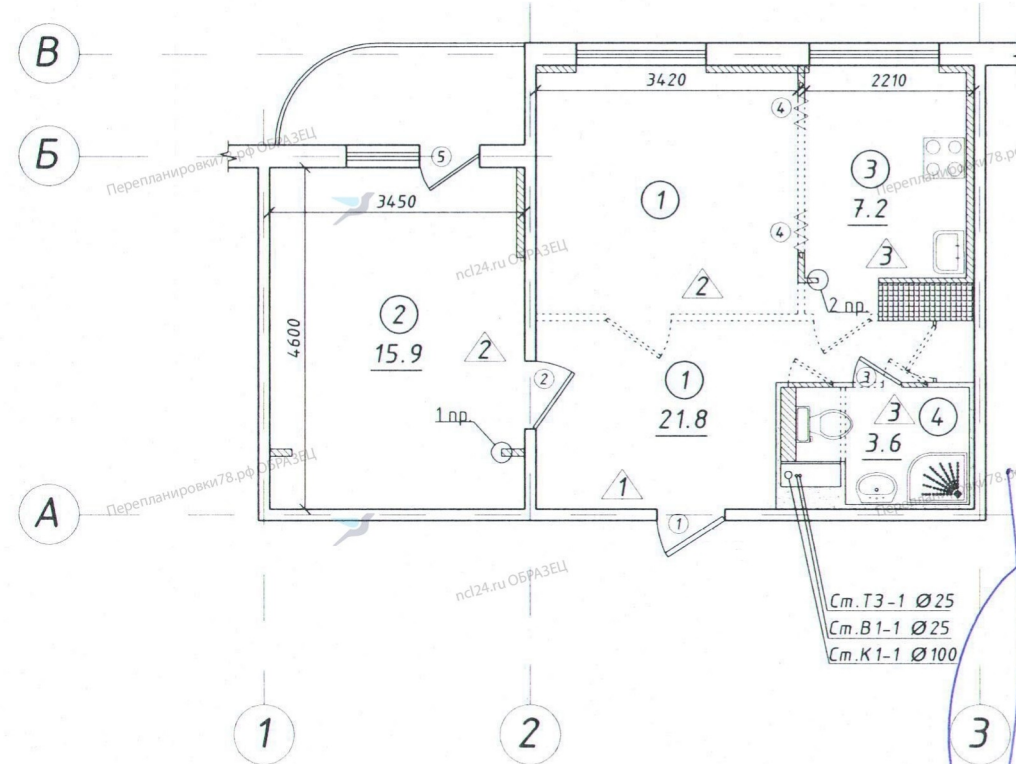 В
3420
2210
4
5
Б
Перепланировки78.рф ОБРАЗЕЦ
3
Перепланировки78.рф
7.2
3450
1
4
3
ncl24.ru ОБРАЗЕЦ
2
2 пр.
2
15.9
4600
2
2
1
21.8
3
3
4
3.6
1 пр.
Перепланировки78.рф ОБРАЗЕЦ
1
А
1
ncl24.ru ОБРАЗЕЦ
Ст.Т3-1 Ø25
Ст.В1-1 Ø25
Ст.К1-1 Ø100
1
2
3